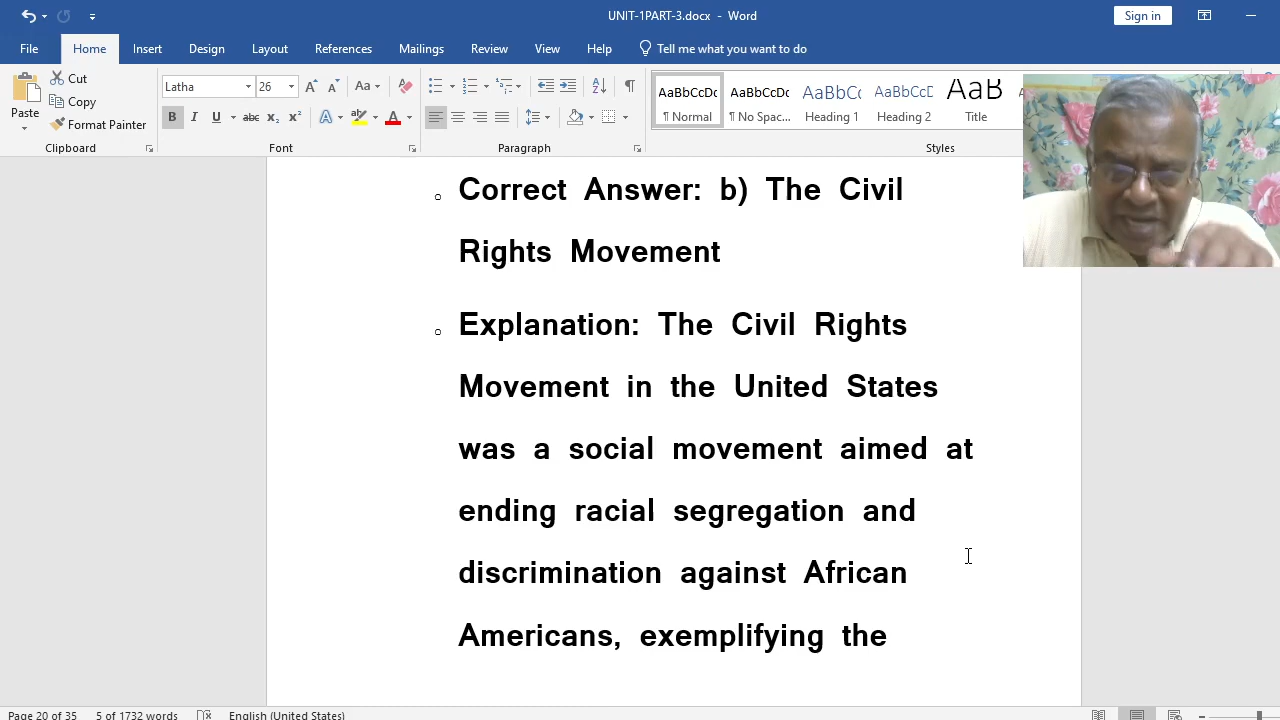 UNIT-1PART-3.docx - Word
Sign in
File Home Insert Design Layout References Mailings Review View Help Tell me what you want to do
Paste
Cut
Copy
Format Painter
Clipboard
Latha 26
Font
Paragraph
AaBbCcDc AaBbCcDc AaBbCc AaBbCcD AaB
¶ Normal ¶ No Spac... Heading 1 Heading 2 Title
Styles
Correct Answer: b) The Civil
Rights Movement
Explanation: The Civil Rights
Movement in the United States
was a social movement aimed at
ending racial segregation and
discrimination against African
Americans, exemplifying the
Page 20 of 35 5 of 1732 words English (United States)